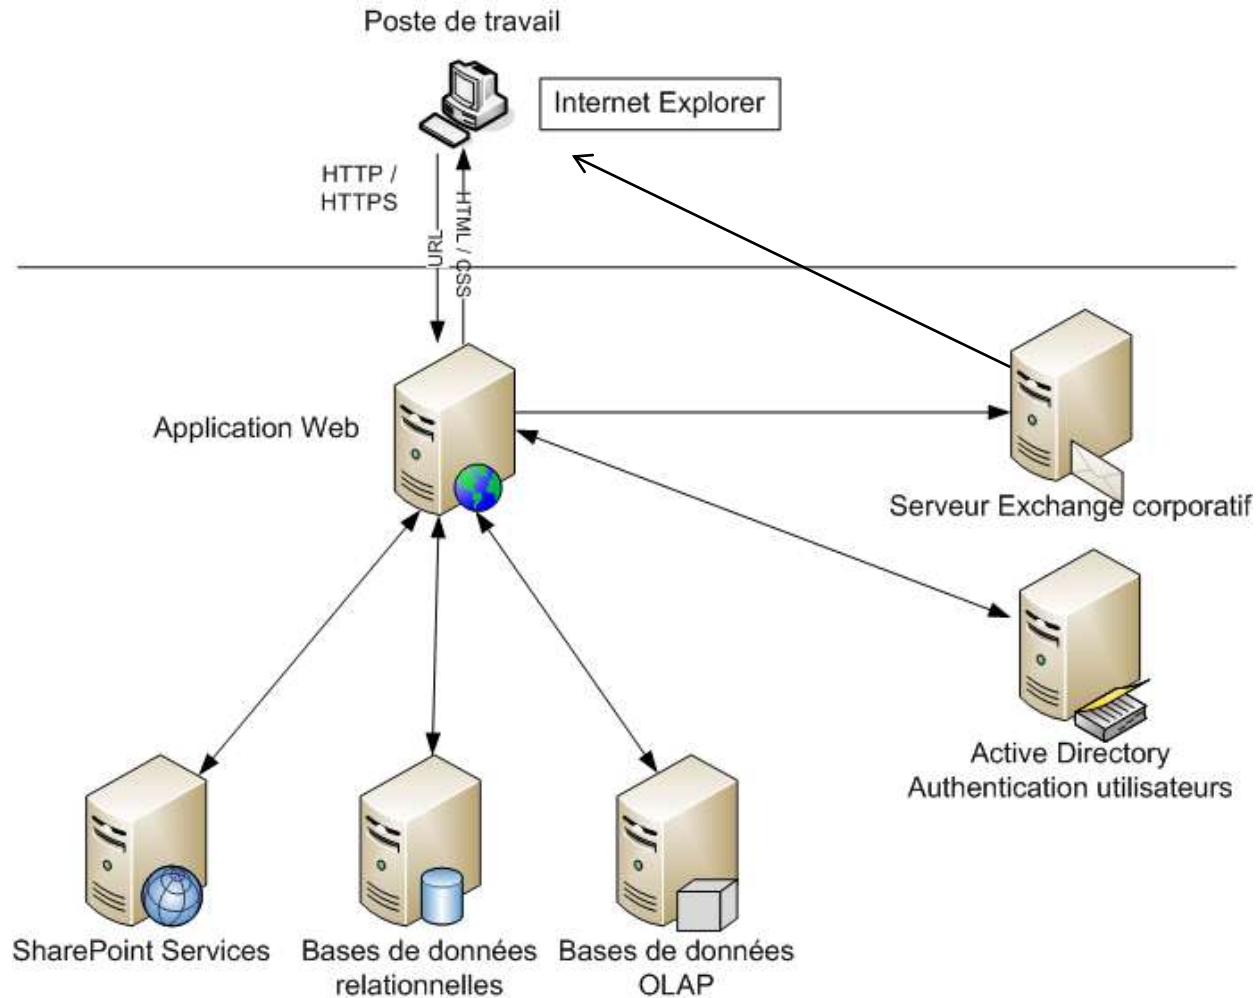 Poste de travail
Internet Explorer
HTTP /
HTTPS
URL
HTML / CSS
Application Web
Serveur Exchange corporatif
Active Directory
Authentication utilisateurs
SharePoint Services
Bases de données
relationnelles
Bases de données
OLAP